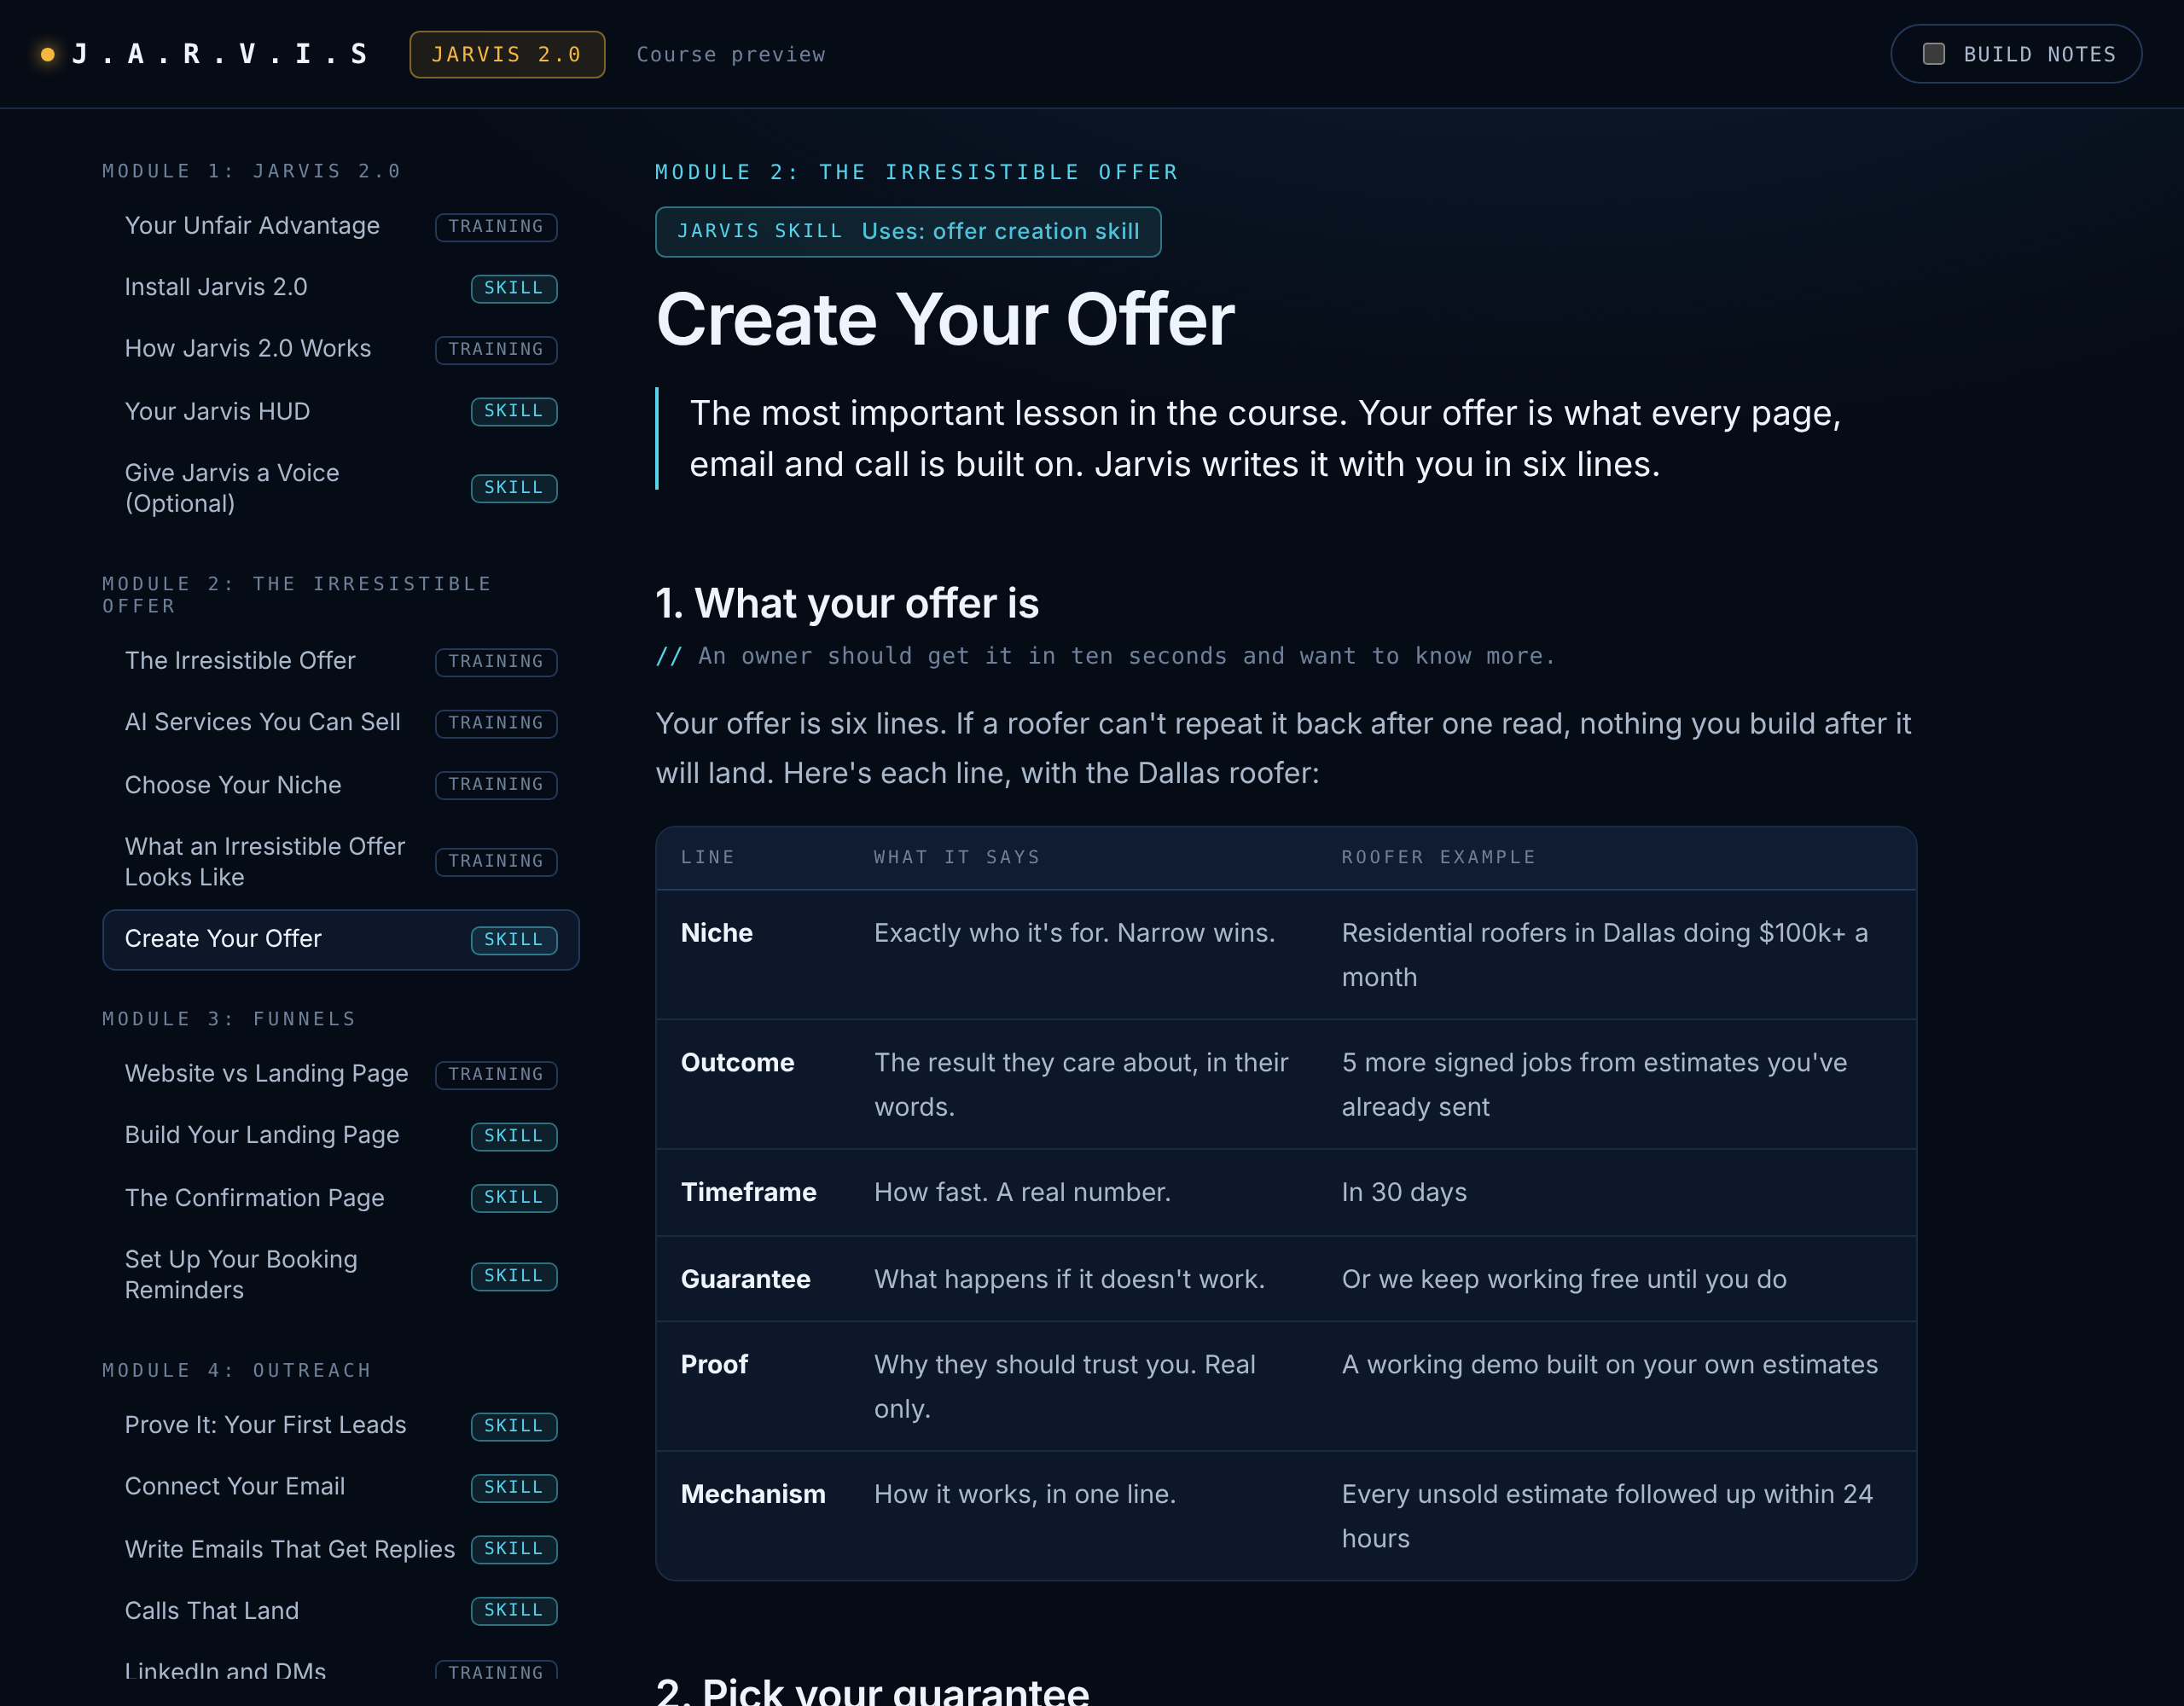 J.A.R.V.I.S
JARVIS 2.0
Course preview
BUILD NOTES
MODULE 1: JARVIS 2.0
Your Unfair Advantage
TRAINING
Install Jarvis 2.0
SKILL
How Jarvis 2.0 Works
TRAINING
Your Jarvis HUD
SKILL
Give Jarvis a Voice
(Optional)
SKILL
MODULE 2: THE IRRESISTIBLE
OFFER
The Irresistible Offer
TRAINING
AI Services You Can Sell
TRAINING
Choose Your Niche
TRAINING
What an Irresistible Offer
Looks Like
TRAINING
Create Your Offer
SKILL
MODULE 3: FUNNELS
Website vs Landing Page
TRAINING
Build Your Landing Page
SKILL
The Confirmation Page
SKILL
Set Up Your Booking
Reminders
SKILL
MODULE 4: OUTREACH
Prove It: Your First Leads
SKILL
Connect Your Email
SKILL
Write Emails That Get Replies
SKILL
Calls That Land
SKILL
LinkedIn and DMs
TRAINING
MODULE 2: THE IRRESISTIBLE OFFER
JARVIS SKILL Uses: offer creation skill
Create Your Offer
The most important lesson in the course. Your offer is what every page,
email and call is built on. Jarvis writes it with you in six lines.
1. What your offer is
// An owner should get it in ten seconds and want to know more.
Your offer is six lines. If a roofer can't repeat it back after one read, nothing you build after it
will land. Here's each line, with the Dallas roofer:
LINE
WHAT IT SAYS
ROOFER EXAMPLE
Niche
Exactly who it's for. Narrow wins.
Residential roofers in Dallas doing $100k+ a
month
Outcome
The result they care about, in their
words.
5 more signed jobs from estimates you've
already sent
Timeframe
How fast. A real number.
In 30 days
Guarantee
What happens if it doesn't work.
Or we keep working free until you do
Proof
Why they should trust you. Real
only.
A working demo built on your own estimates
Mechanism
How it works, in one line.
Every unsold estimate followed up within 24
hours
2. Pick your guarantee